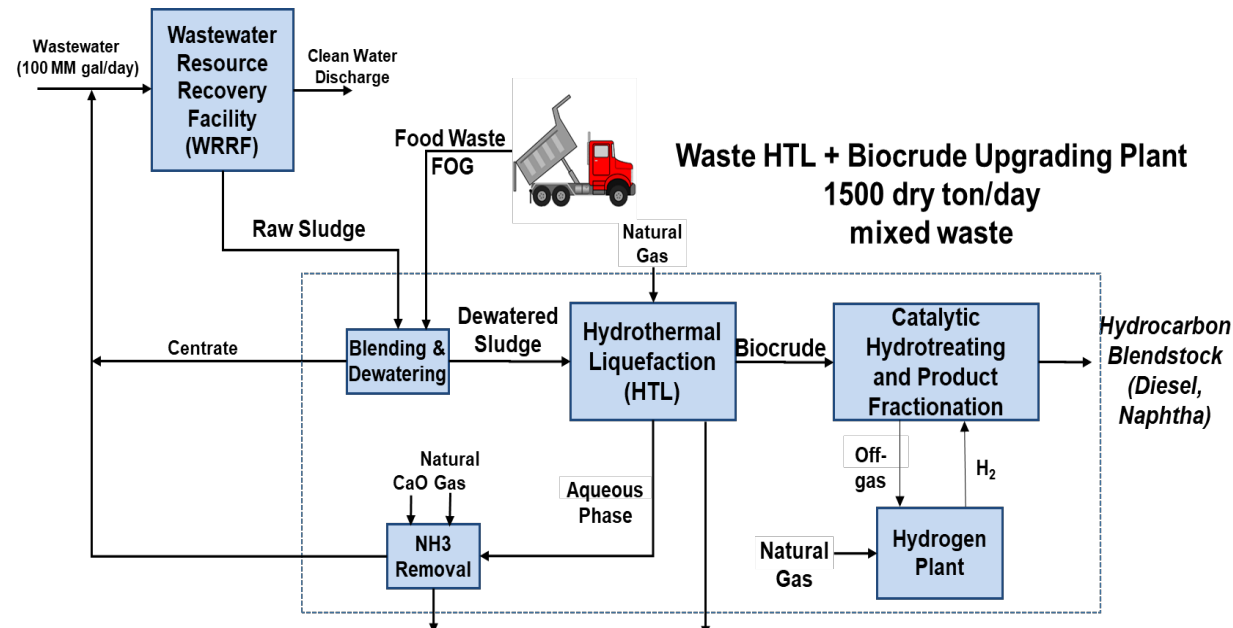 Wastewater
(100 MM gal/day)
Wastewater
Resource
Recovery
Facility
(WRRF)
Clean Water
Discharge
Food Waste
FOG
Waste HTL + Biocrude Upgrading Plant
1500 dry ton/day
mixed waste
Raw Sludge
Natural
Gas
Centrate
Blending &
Dewatering
Dewatered
Sludge
Hydrothermal
Liquefaction
(HTL)
Biocrude
Catalytic
Hydrotreating
and Product
Fractionation
Hydrocarbon
Blendstock
(Diesel,
Naphtha)
Off-
gas
H2
Natural
CaO Gas
Aqueous
Phase
NH3
Removal
Natural
Gas
Hydrogen
Plant